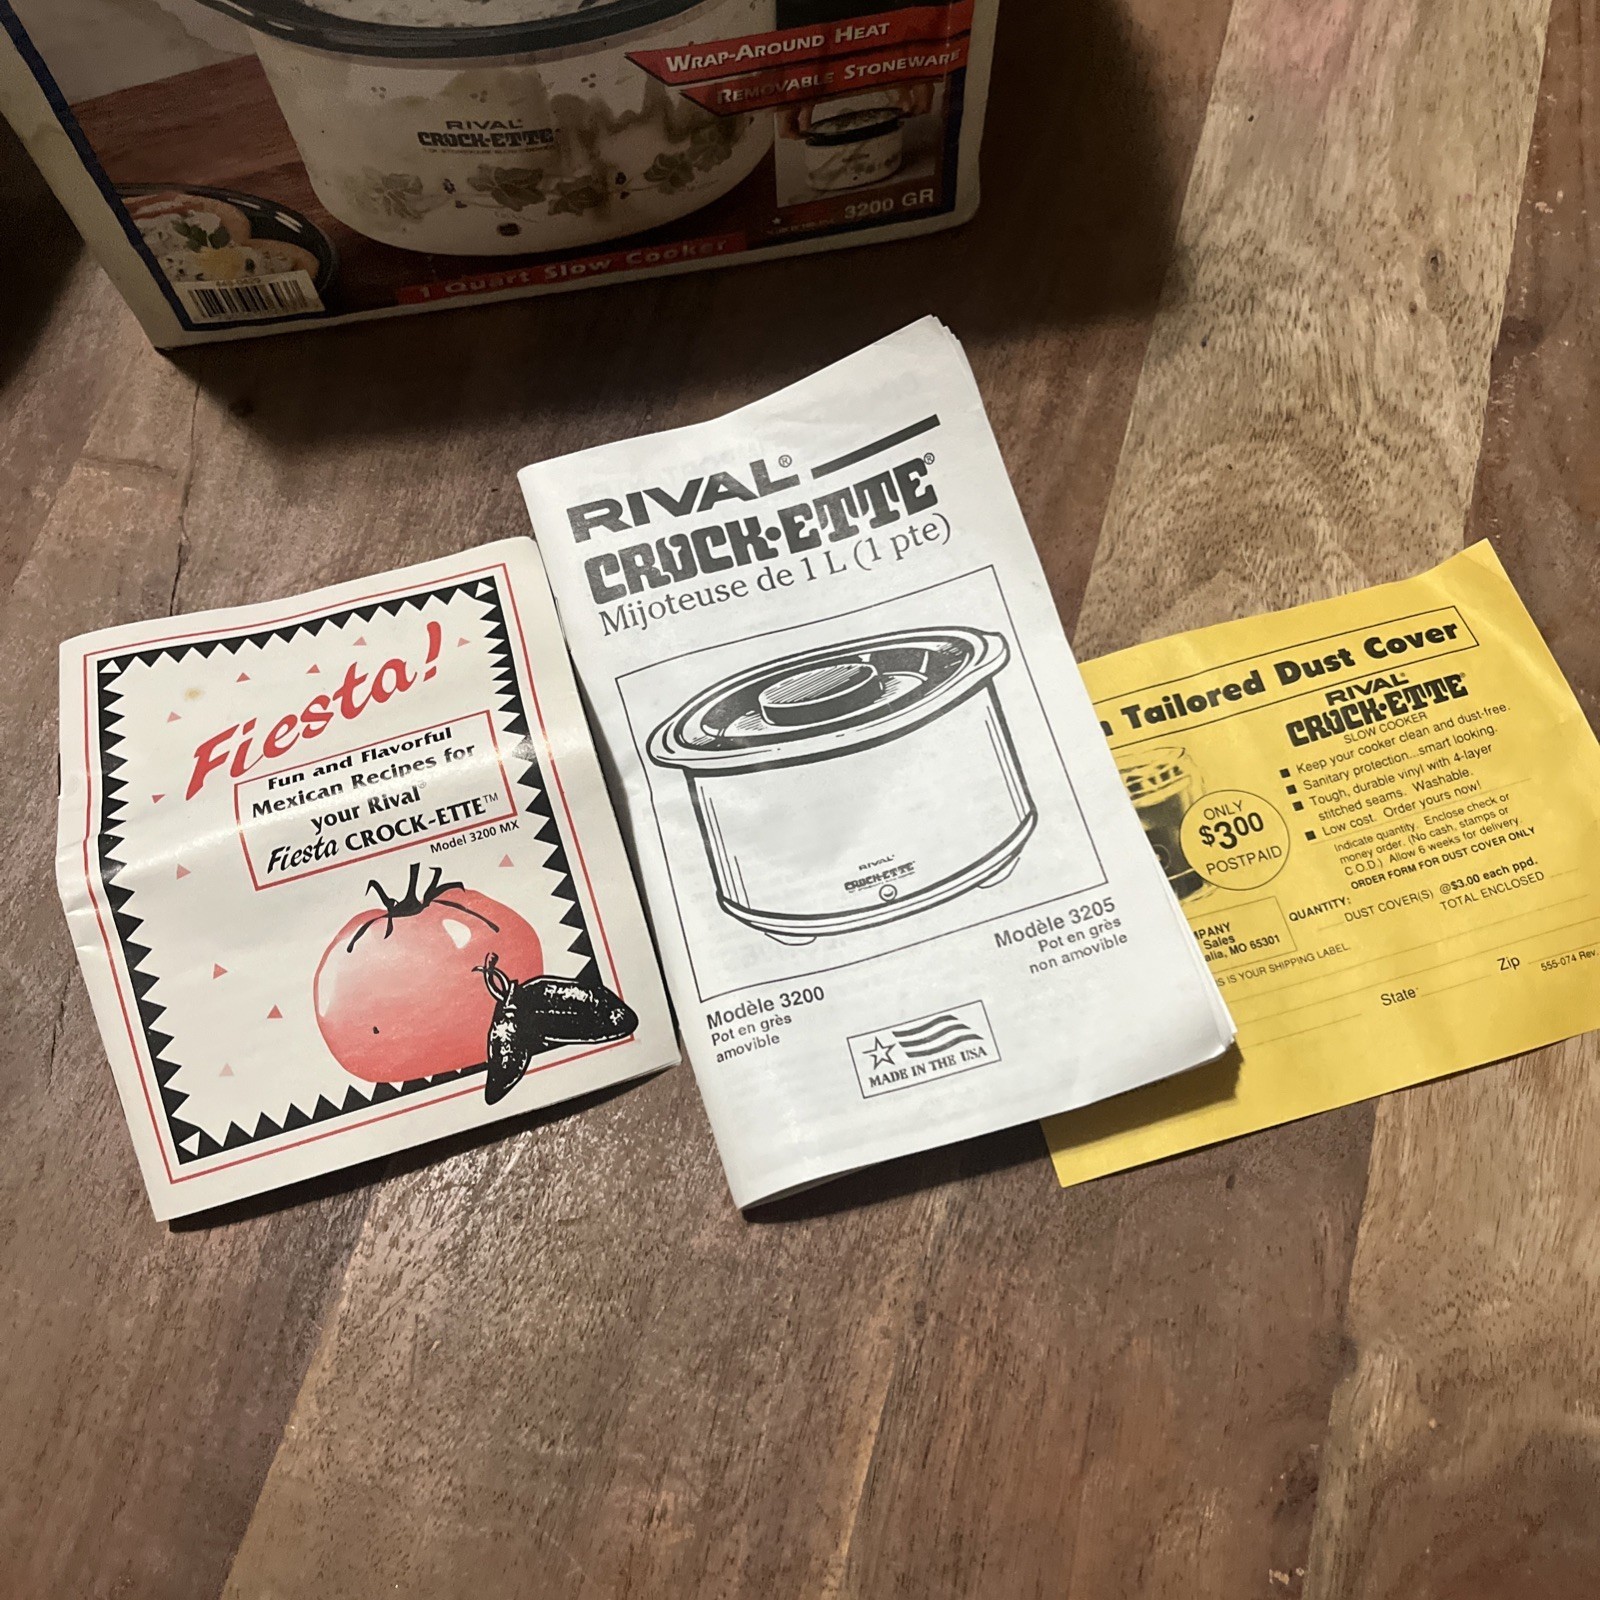 WRAP-AROUND HEAT
REMOVABLE STONEWARE
RIVAL
CROCK-ETTE
3200 GR
1 Quart Slow Cooker
Fiesta!
Fun and Flavorful
Mexican Recipes for
your Rival®
Fiesta CROCK-ETTE™
Model 3200 MX
RIVAL®
CROCK•ETTE®
Mijoteuse de 1 L (1 pte)
RIVAL
CROCK•ETTE
Modèle 3200
Pot en grès
amovible
Modèle 3205
Pot en grès
non amovible
MADE IN THE USA
Tailored Dust Cover
RIVAL®
CROCK•ETTE®
SLOW COOKER
■ Keep your cooker clean and dust-free.
■ Sanitary protection...smart looking.
■ Tough, durable vinyl with 4-layer
stitched seams. Washable.
■ Low cost. Order yours now!
Indicate quantity. Enclose check or
money order. (No cash, stamps or
C.O.D.) Allow 6 weeks for delivery.
ORDER FORM FOR DUST COVER ONLY
ONLY
$3.00
POSTPAID
QUANTITY:
DUST COVER(S) @$3.00 each ppd.
TOTAL ENCLOSED
MPANY
Sales
alia, MO 65301
IS YOUR SHIPPING LABEL
State
Zip
555-074 Rev.